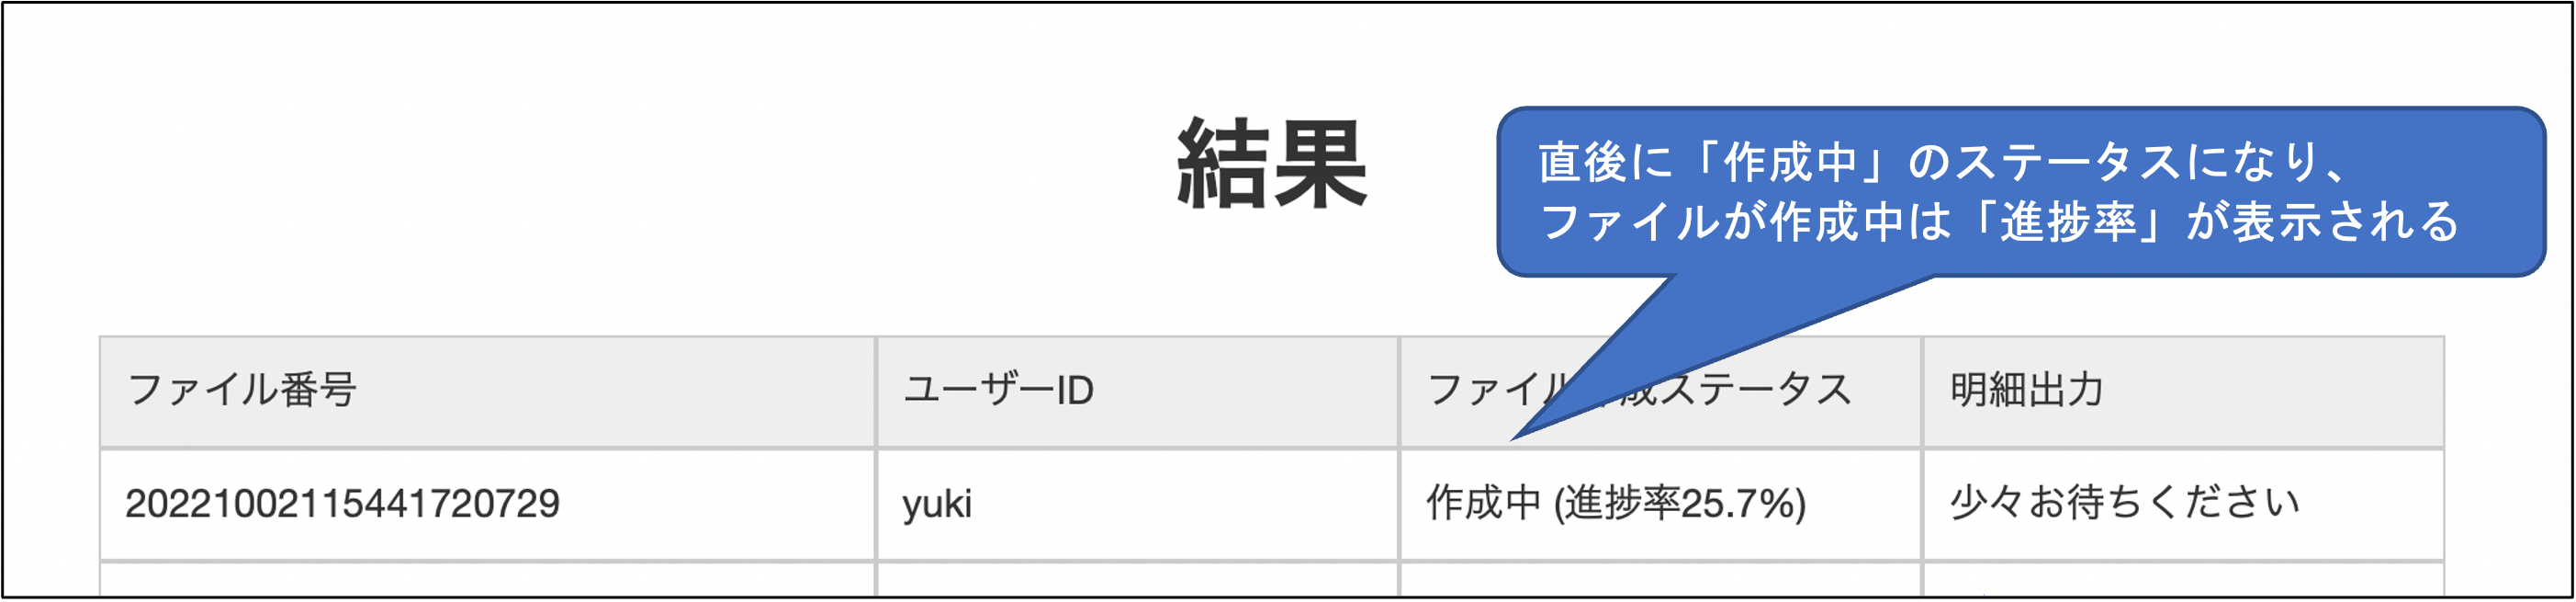 結果
直後に「作成中」のステータスになり、
ファイルが作成中は「進捗率」が表示される
ファイル番号 ユーザーID ファイル 成ステータス 明細出力
20221002115441720729 yuki 作成中 (進捗率25.7%) 少々お待ちください